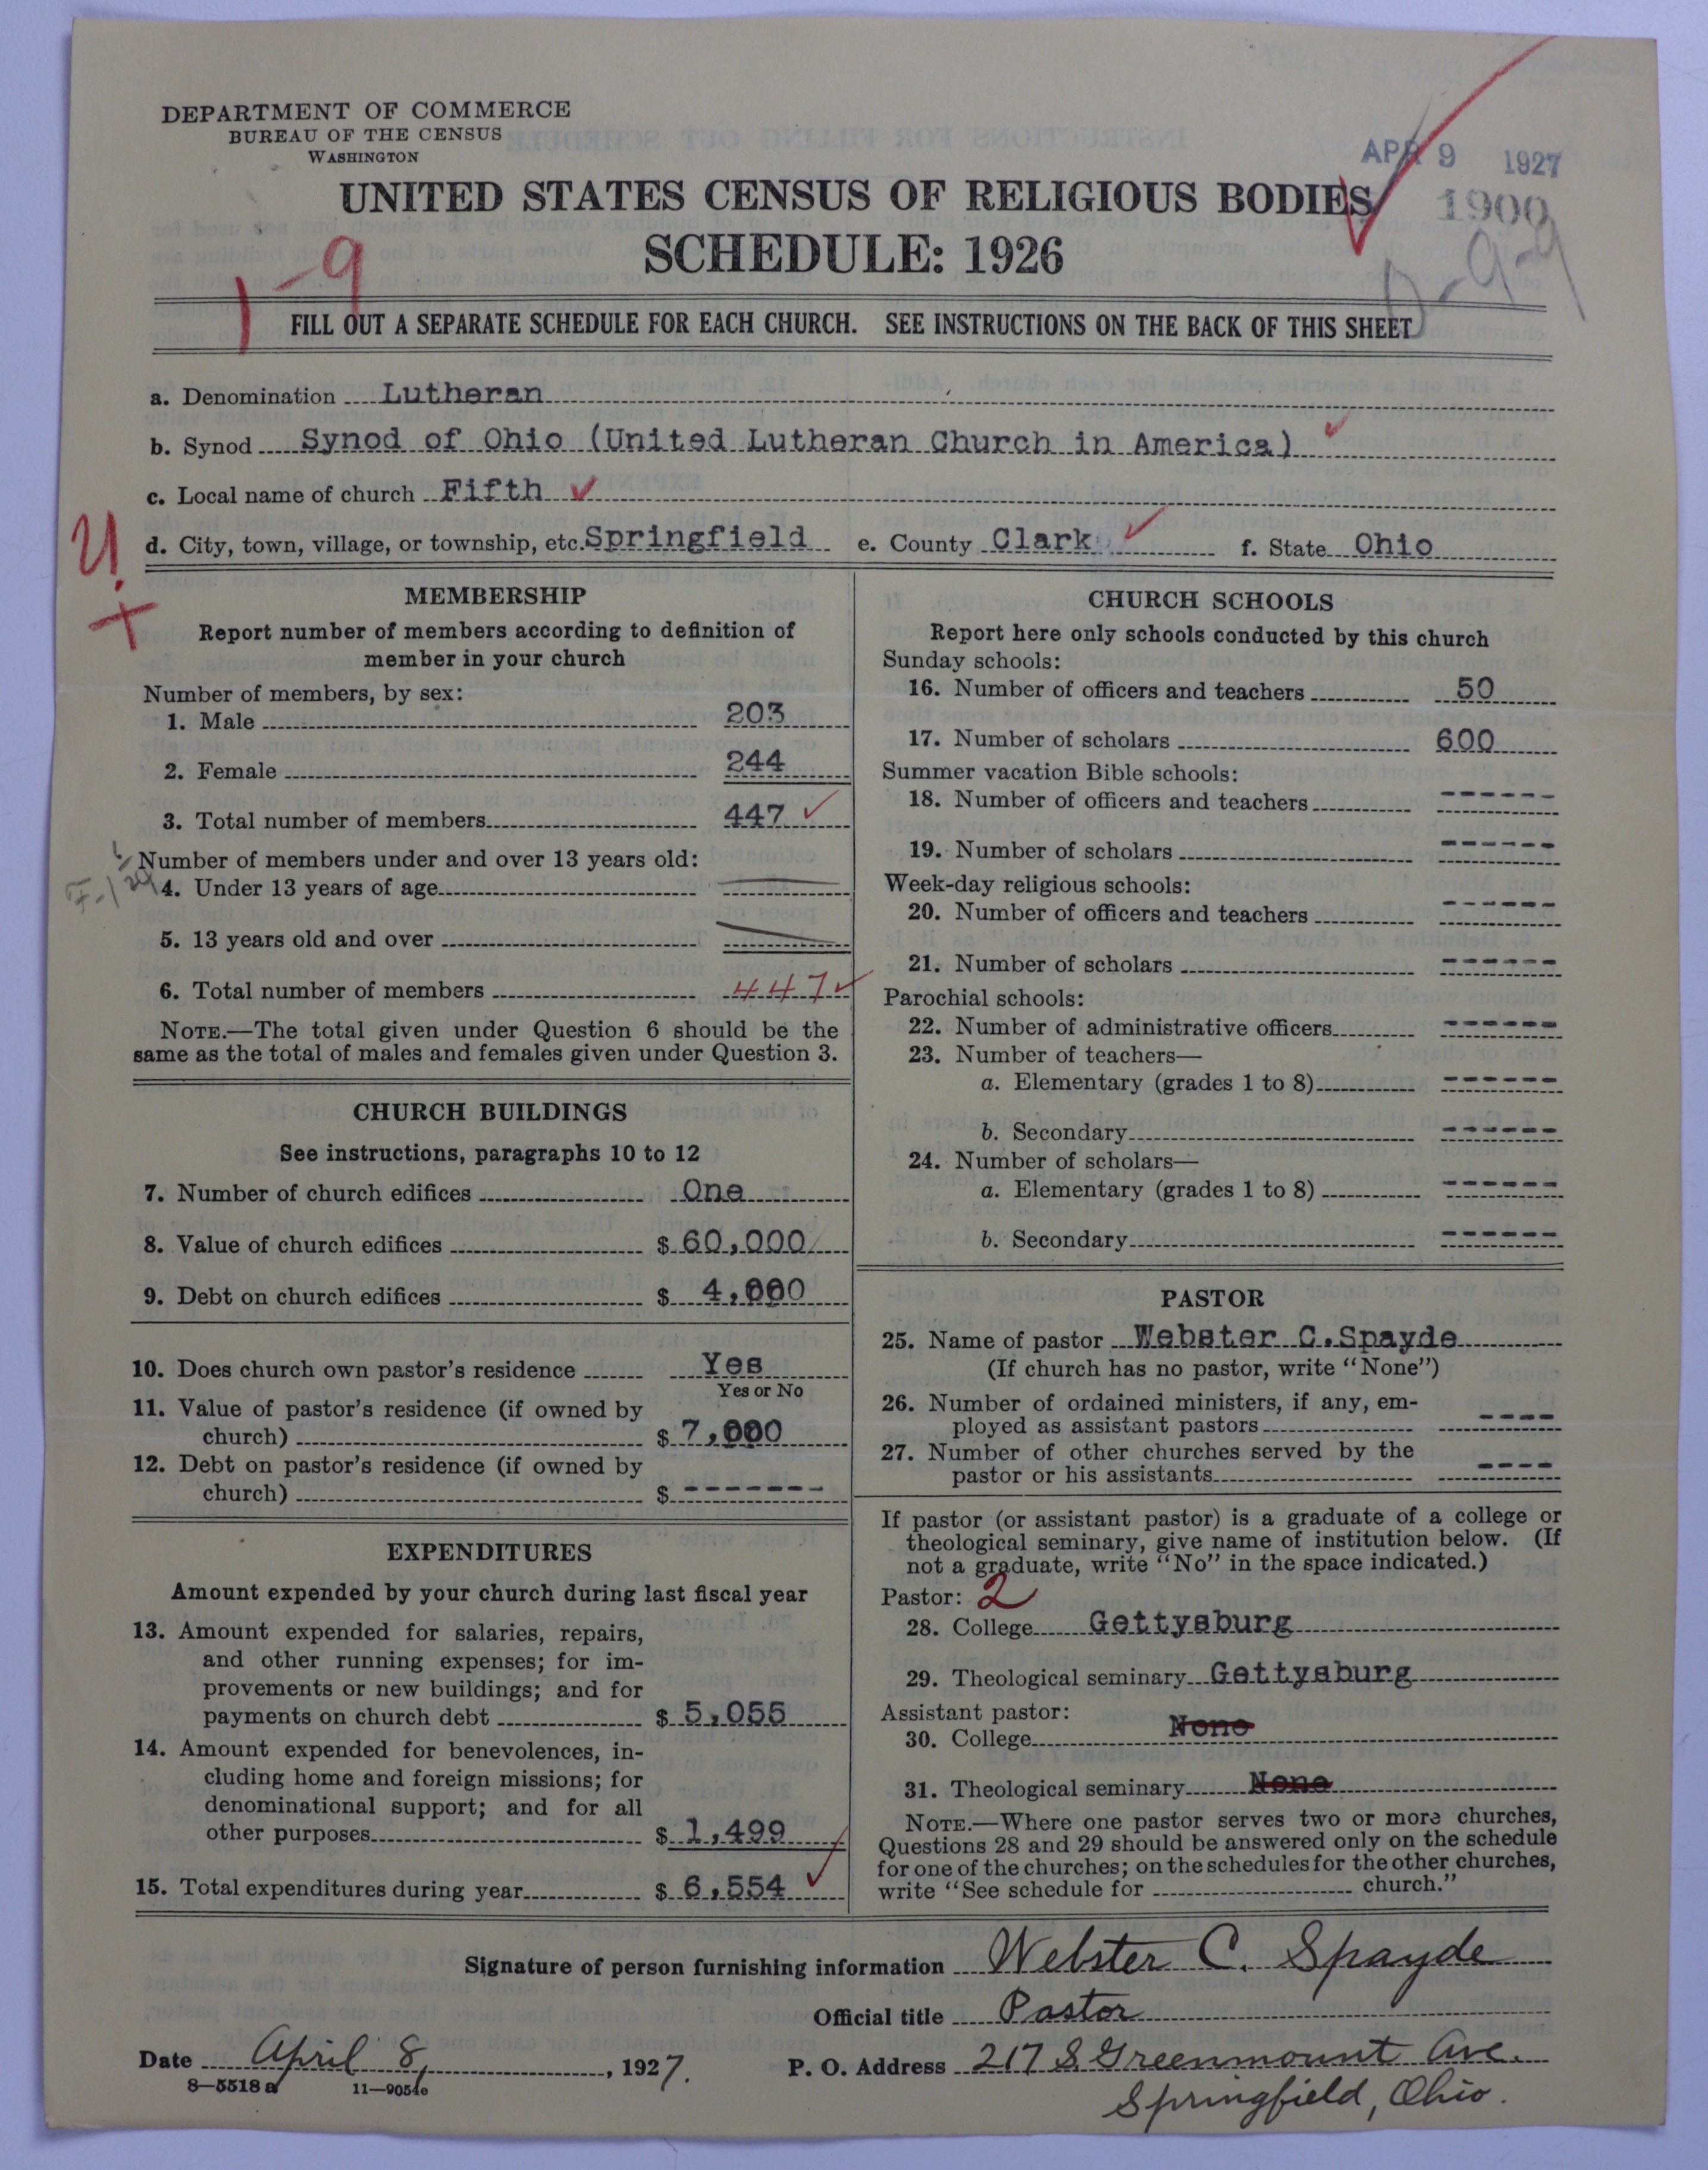 DEPARTMENT OF COMMERCE
BUREAU OF THE CENSUS
WASHINGTON
APR 9 1927
1900
UNITED STATES CENSUS OF RELIGIOUS BODIES
SCHEDULE: 1926
1-9
0-9-9
FILL OUT A SEPARATE SCHEDULE FOR EACH CHURCH. SEE INSTRUCTIONS ON THE BACK OF THIS SHEET
a. Denomination Lutheran
b. Synod Synod of Ohio (United Lutheran Church in America)
c. Local name of church Fifth
d. City, town, village, or township, etc. Springfield e. County Clark f. State Ohio
MEMBERSHIP
Report number of members according to definition of
member in your church
Number of members, by sex:
1. Male 203
2. Female 244
3. Total number of members 447
Number of members under and over 13 years old:
4. Under 13 years of age
5. 13 years old and over
6. Total number of members 447
NOTE.—The total given under Question 6 should be the
same as the total of males and females given under Question 3.
CHURCH BUILDINGS
See instructions, paragraphs 10 to 12
7. Number of church edifices One
8. Value of church edifices $ 60,000
9. Debt on church edifices $ 4,000
10. Does church own pastor's residence Yes
Yes or No
11. Value of pastor's residence (if owned by
church) $ 7,000
12. Debt on pastor's residence (if owned by
church) $ -------
EXPENDITURES
Amount expended by your church during last fiscal year
13. Amount expended for salaries, repairs,
and other running expenses; for im-
provements or new buildings; and for
payments on church debt $ 5,055
14. Amount expended for benevolences, in-
cluding home and foreign missions; for
denominational support; and for all
other purposes $ 1,499
15. Total expenditures during year $ 6,554
CHURCH SCHOOLS
Report here only schools conducted by this church
Sunday schools:
16. Number of officers and teachers 50
17. Number of scholars 600
Summer vacation Bible schools:
18. Number of officers and teachers ------
19. Number of scholars ------
Week-day religious schools:
20. Number of officers and teachers ------
21. Number of scholars ------
Parochial schools:
22. Number of administrative officers ------
23. Number of teachers—
a. Elementary (grades 1 to 8) ------
b. Secondary ------
24. Number of scholars—
a. Elementary (grades 1 to 8) ------
b. Secondary ------
PASTOR
25. Name of pastor Webster C.Spayde
(If church has no pastor, write "None")
26. Number of ordained ministers, if any, em-
ployed as assistant pastors ----
27. Number of other churches served by the
pastor or his assistants ----
If pastor (or assistant pastor) is a graduate of a college or
theological seminary, give name of institution below. (If
not a graduate, write "No" in the space indicated.)
Pastor: 2
28. College Gettysburg
29. Theological seminary Gettysburg
Assistant pastor:
30. College None
31. Theological seminary None
NOTE.—Where one pastor serves two or more churches,
Questions 28 and 29 should be answered only on the schedule
for one of the churches; on the schedules for the other churches,
write "See schedule for church."
Signature of person furnishing information Webster C. Spayde
Official title Pastor
Date April 8, 1927. P. O. Address 217 S. Greenmount Ave.
8—5518 a 11—9054e
Springfield, Ohio.